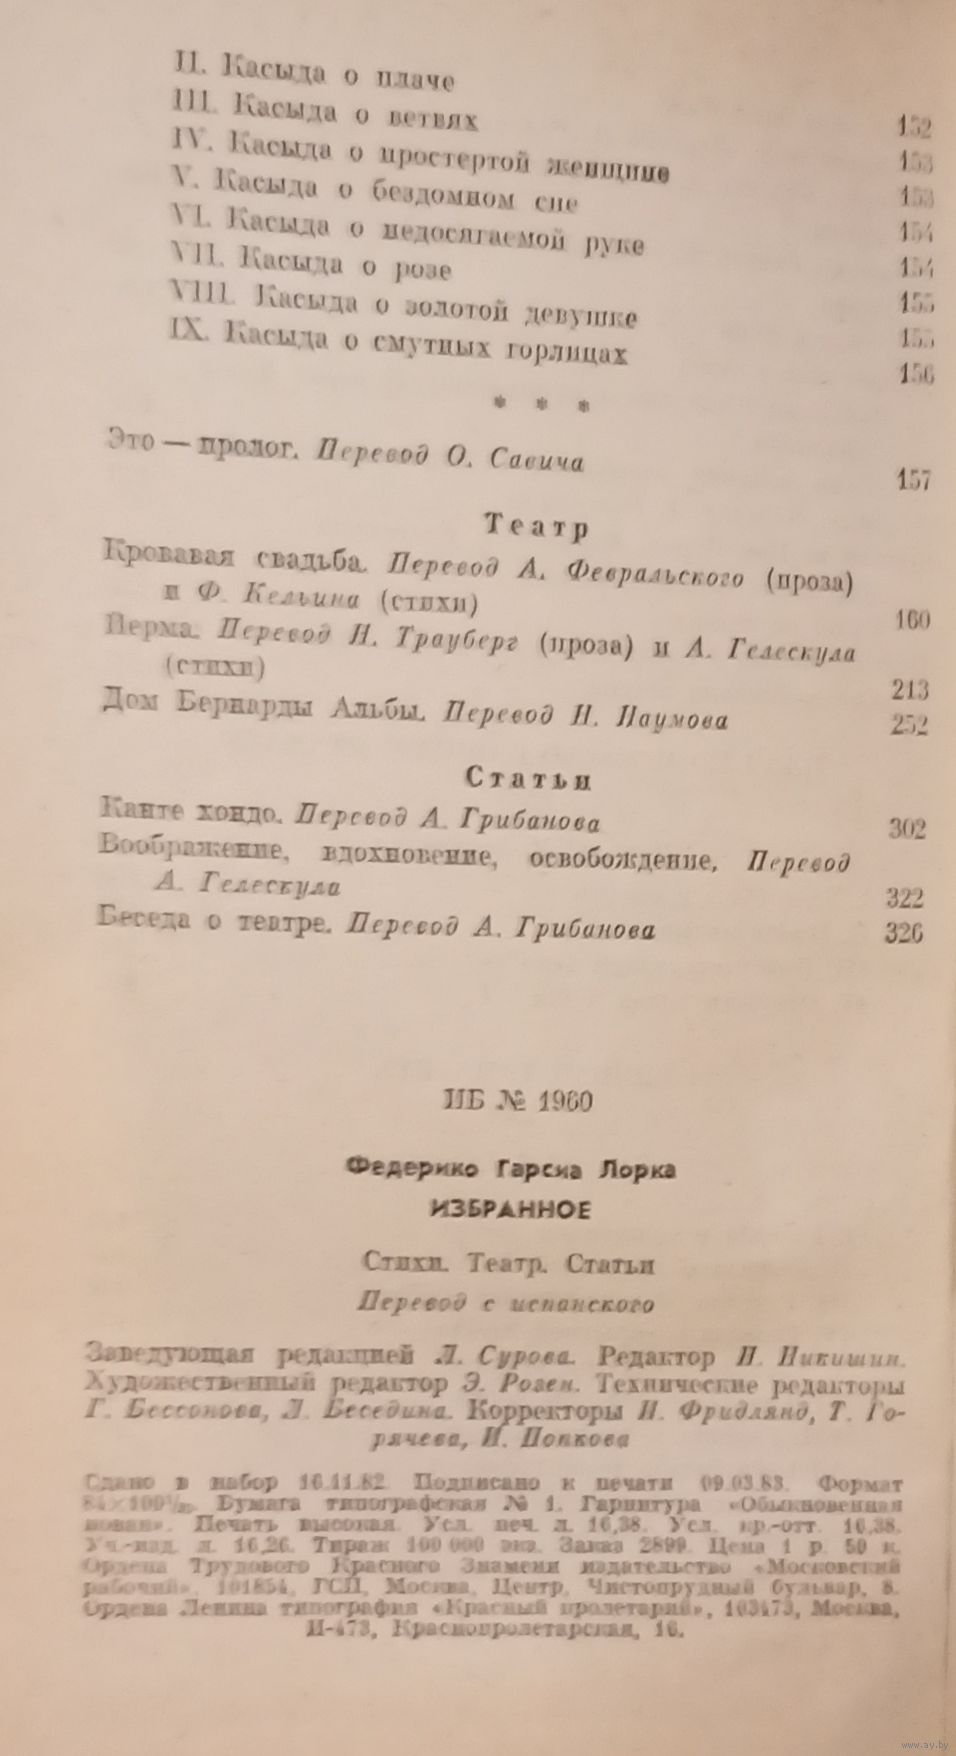 II. Касыда о плаче 152
III. Касыда о ветвях 153
IV. Касыда о простертой женщине 153
V. Касыда о бездомном сне 154
VI. Касыда о недосягаемой руке 154
VII. Касыда о розе 155
VIII. Касыда о золотой девушке 155
IX. Касыда о смутных горлицах 156
* * *
Это — пролог. Перевод О. Савича 157
Театр
Кровавая свадьба. Перевод А. Февральского (проза)
и Ф. Кельина (стихи) 160
Йерма. Перевод Н. Трауберг (проза) и А. Гелескула
(стихи) 213
Дом Бернарды Альбы. Перевод Н. Наумова 252
Статьи
Канте хондо. Перевод А. Грибанова 302
Воображение, вдохновение, освобождение. Перевод
А. Гелескула 322
Беседа о театре. Перевод А. Грибанова 326
ИБ № 1960
Федерико Гарсиа Лорка
ИЗБРАННОЕ
Стихи. Театр. Статьи
Перевод с испанского
Заведующая редакцией Л. Сурова. Редактор Н. Никишин.
Художественный редактор Э. Розен. Технические редакторы
Г. Бессонова, Л. Беседина. Корректоры Н. Фридлянд, Т. Го-
рячева, И. Попкова
Сдано в набор 16.11.82. Подписано к печати 09.03.83. Формат
84×108¹/₃₂. Бумага типографская № 1. Гарнитура «Обыкновенная
новая». Печать высокая. Усл. печ. л. 16,38. Усл. кр.-отт. 16,38.
Уч.-изд. л. 16,26. Тираж 100 000 экз. Заказ 2899. Цена 1 р. 50 к.
Ордена Трудового Красного Знамени издательство «Московский
рабочий», 101854, ГСП, Москва, Центр, Чистопрудный бульвар, 8.
Ордена Ленина типография «Красный пролетарий», 103473, Москва,
И-473, Краснопролетарская, 16.
www.ay.by